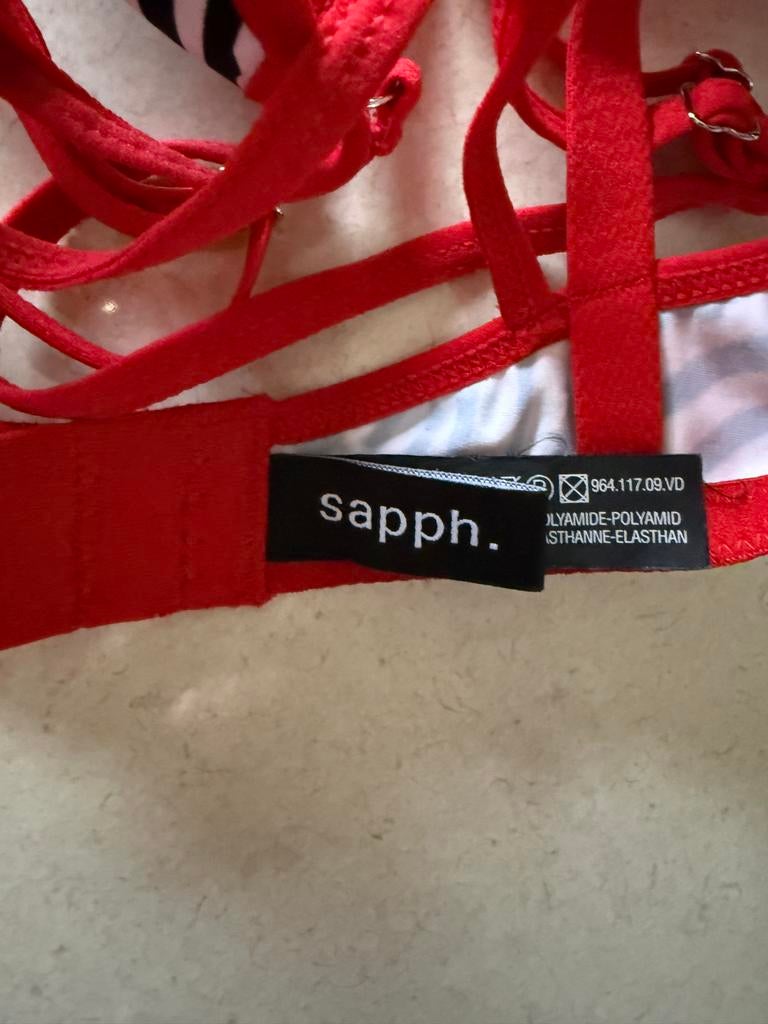 sapph.
964.117.09.VD
OLYAMIDE-POLYAMID
ASTHANNE-ELASTHAN